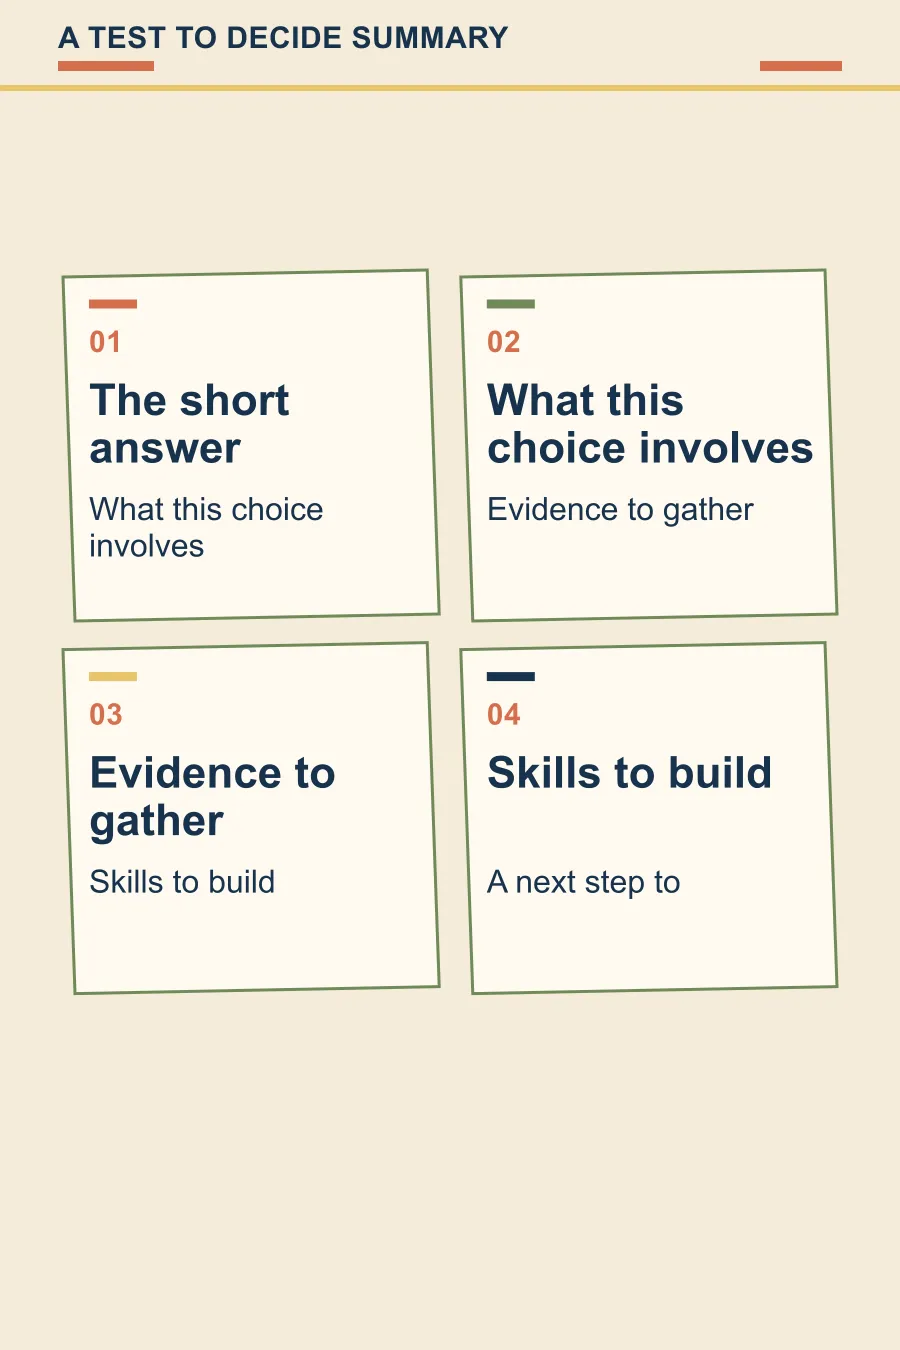 A TEST TO DECIDE SUMMARY
01
The short
answer
What this choice
involves
02
What this
choice involves
Evidence to gather
03
Evidence to
gather
Skills to build
04
Skills to build
A next step to